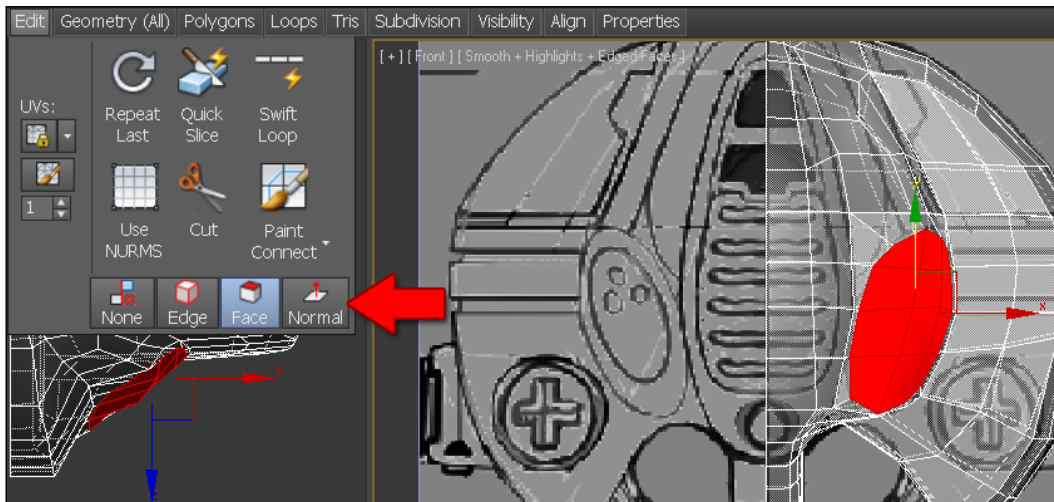 Edit Geometry (All) Polygons Loops Tris Subdivision Visibility Align Properties
[ + ] [ Front ] [ Smooth + Highlights + Edged Faces ]
UVs:
Repeat Last
Quick Slice
Swift Loop
1
Use NURMS
Cut
Paint Connect
None Edge Face Normal
y
x
x
z